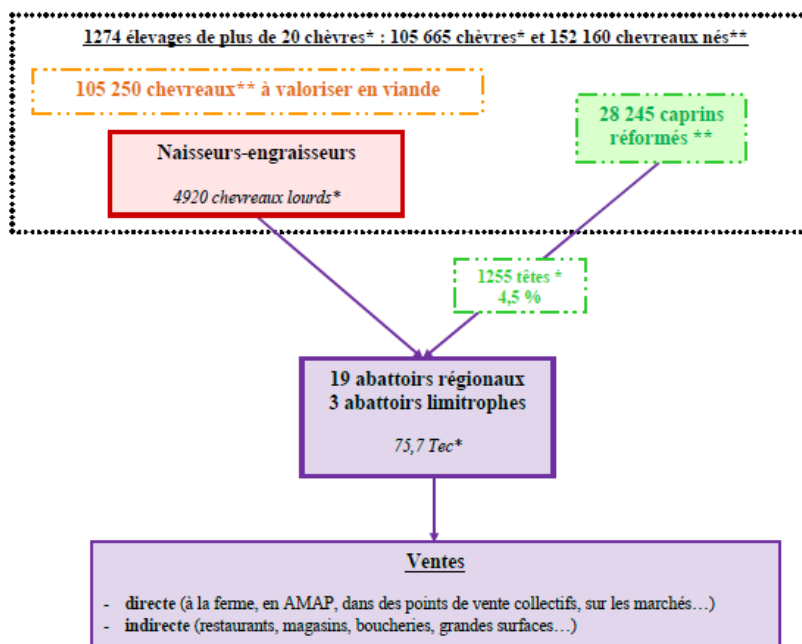 1274 élevages de plus de 20 chèvres* : 105 665 chèvres* et 152 160 chevreaux nés**
105 250 chevreaux** à valoriser en viande
28 245 caprins
réformés **
Naisseurs-engraisseurs
4920 chevreaux lourds*
1255 têtes *
4,5 %
19 abattoirs régionaux
3 abattoirs limitrophes
75,7 Tec*
Ventes
- directe (à la ferme, en AMAP, dans des points de vente collectifs, sur les marchés…)
- indirecte (restaurants, magasins, boucheries, grandes surfaces…)